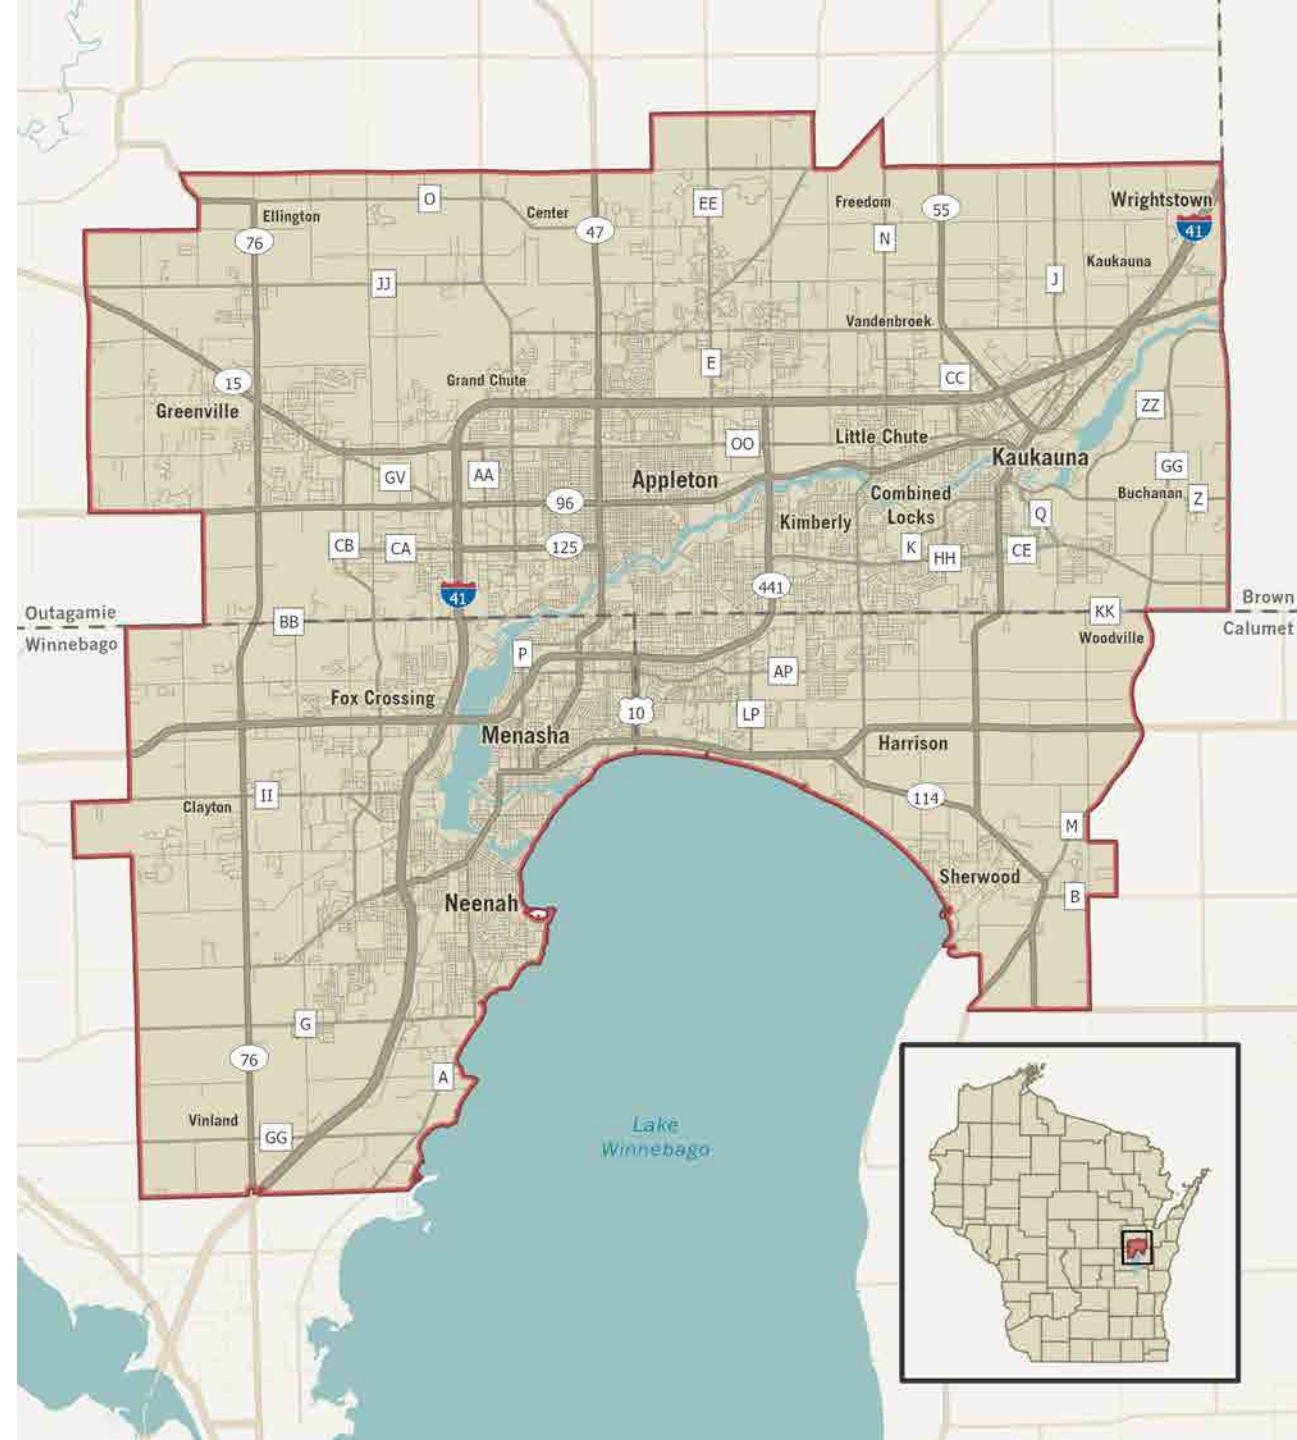 Wrightstown
O
EE
Freedom
55
Ellington
Center
47
41
76
N
Kaukauna
JJ
J
Vandenbroek
E
15
Grand Chute
CC
Greenville
ZZ
OO
Little Chute
Kaukauna
GV
AA
Appleton
GG
Combined
Locks
Buchanan
Z
96
Kimberly
Q
CB
CA
125
K
HH
CE
41
441
Outagamie
Winnebago
BB
KK
Brown
Calumet
Woodville
P
AP
Fox Crossing
10
LP
Menasha
Harrison
Clayton
II
114
M
Sherwood
B
Neenah
G
76
A
Vinland
GG
Lake
Winnebago